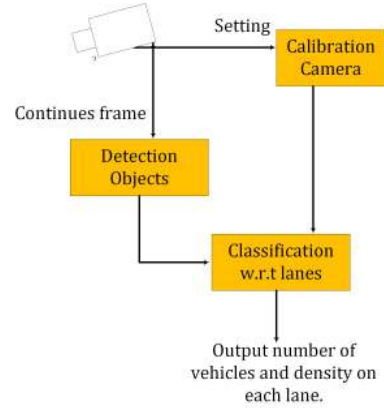 Setting
Calibration
Camera
Continues frame
Detection
Objects
Classification
w.r.t lanes
Output number of
vehicles and density on
each lane.